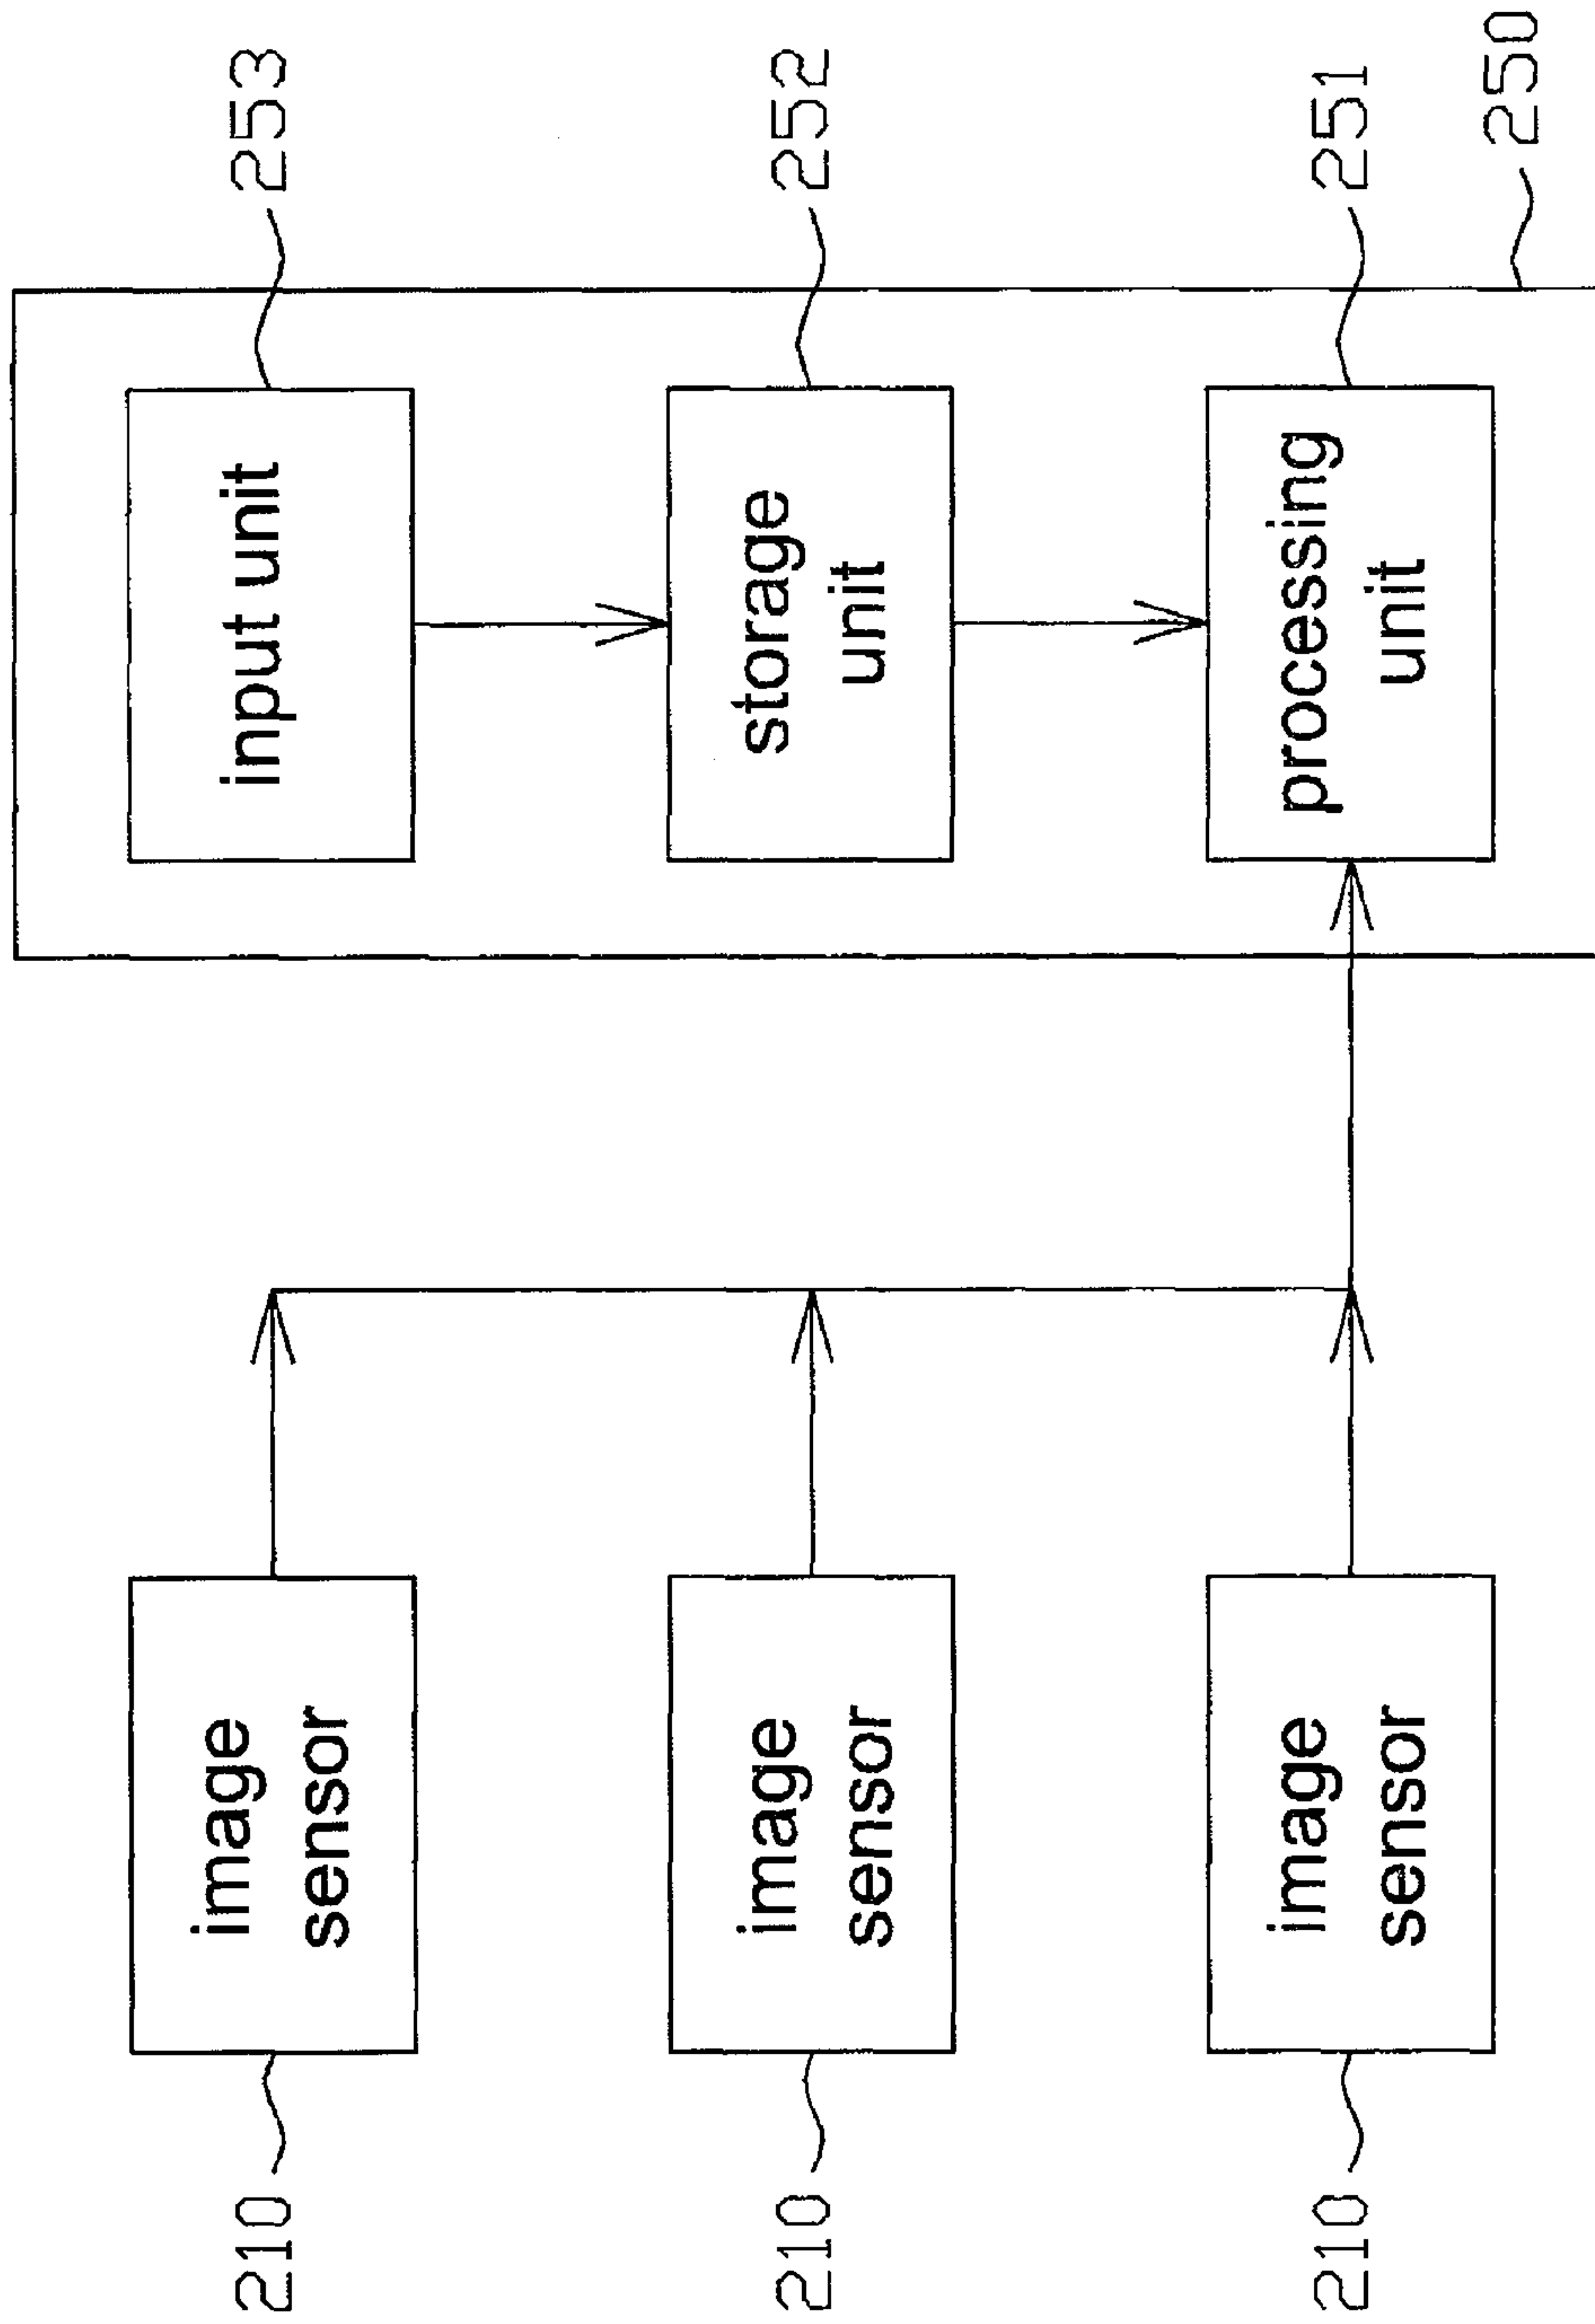 210
image
sensor
input unit
253
210
image
sensor
storage
unit
252
210
image
sensor
processing
unit
251
250